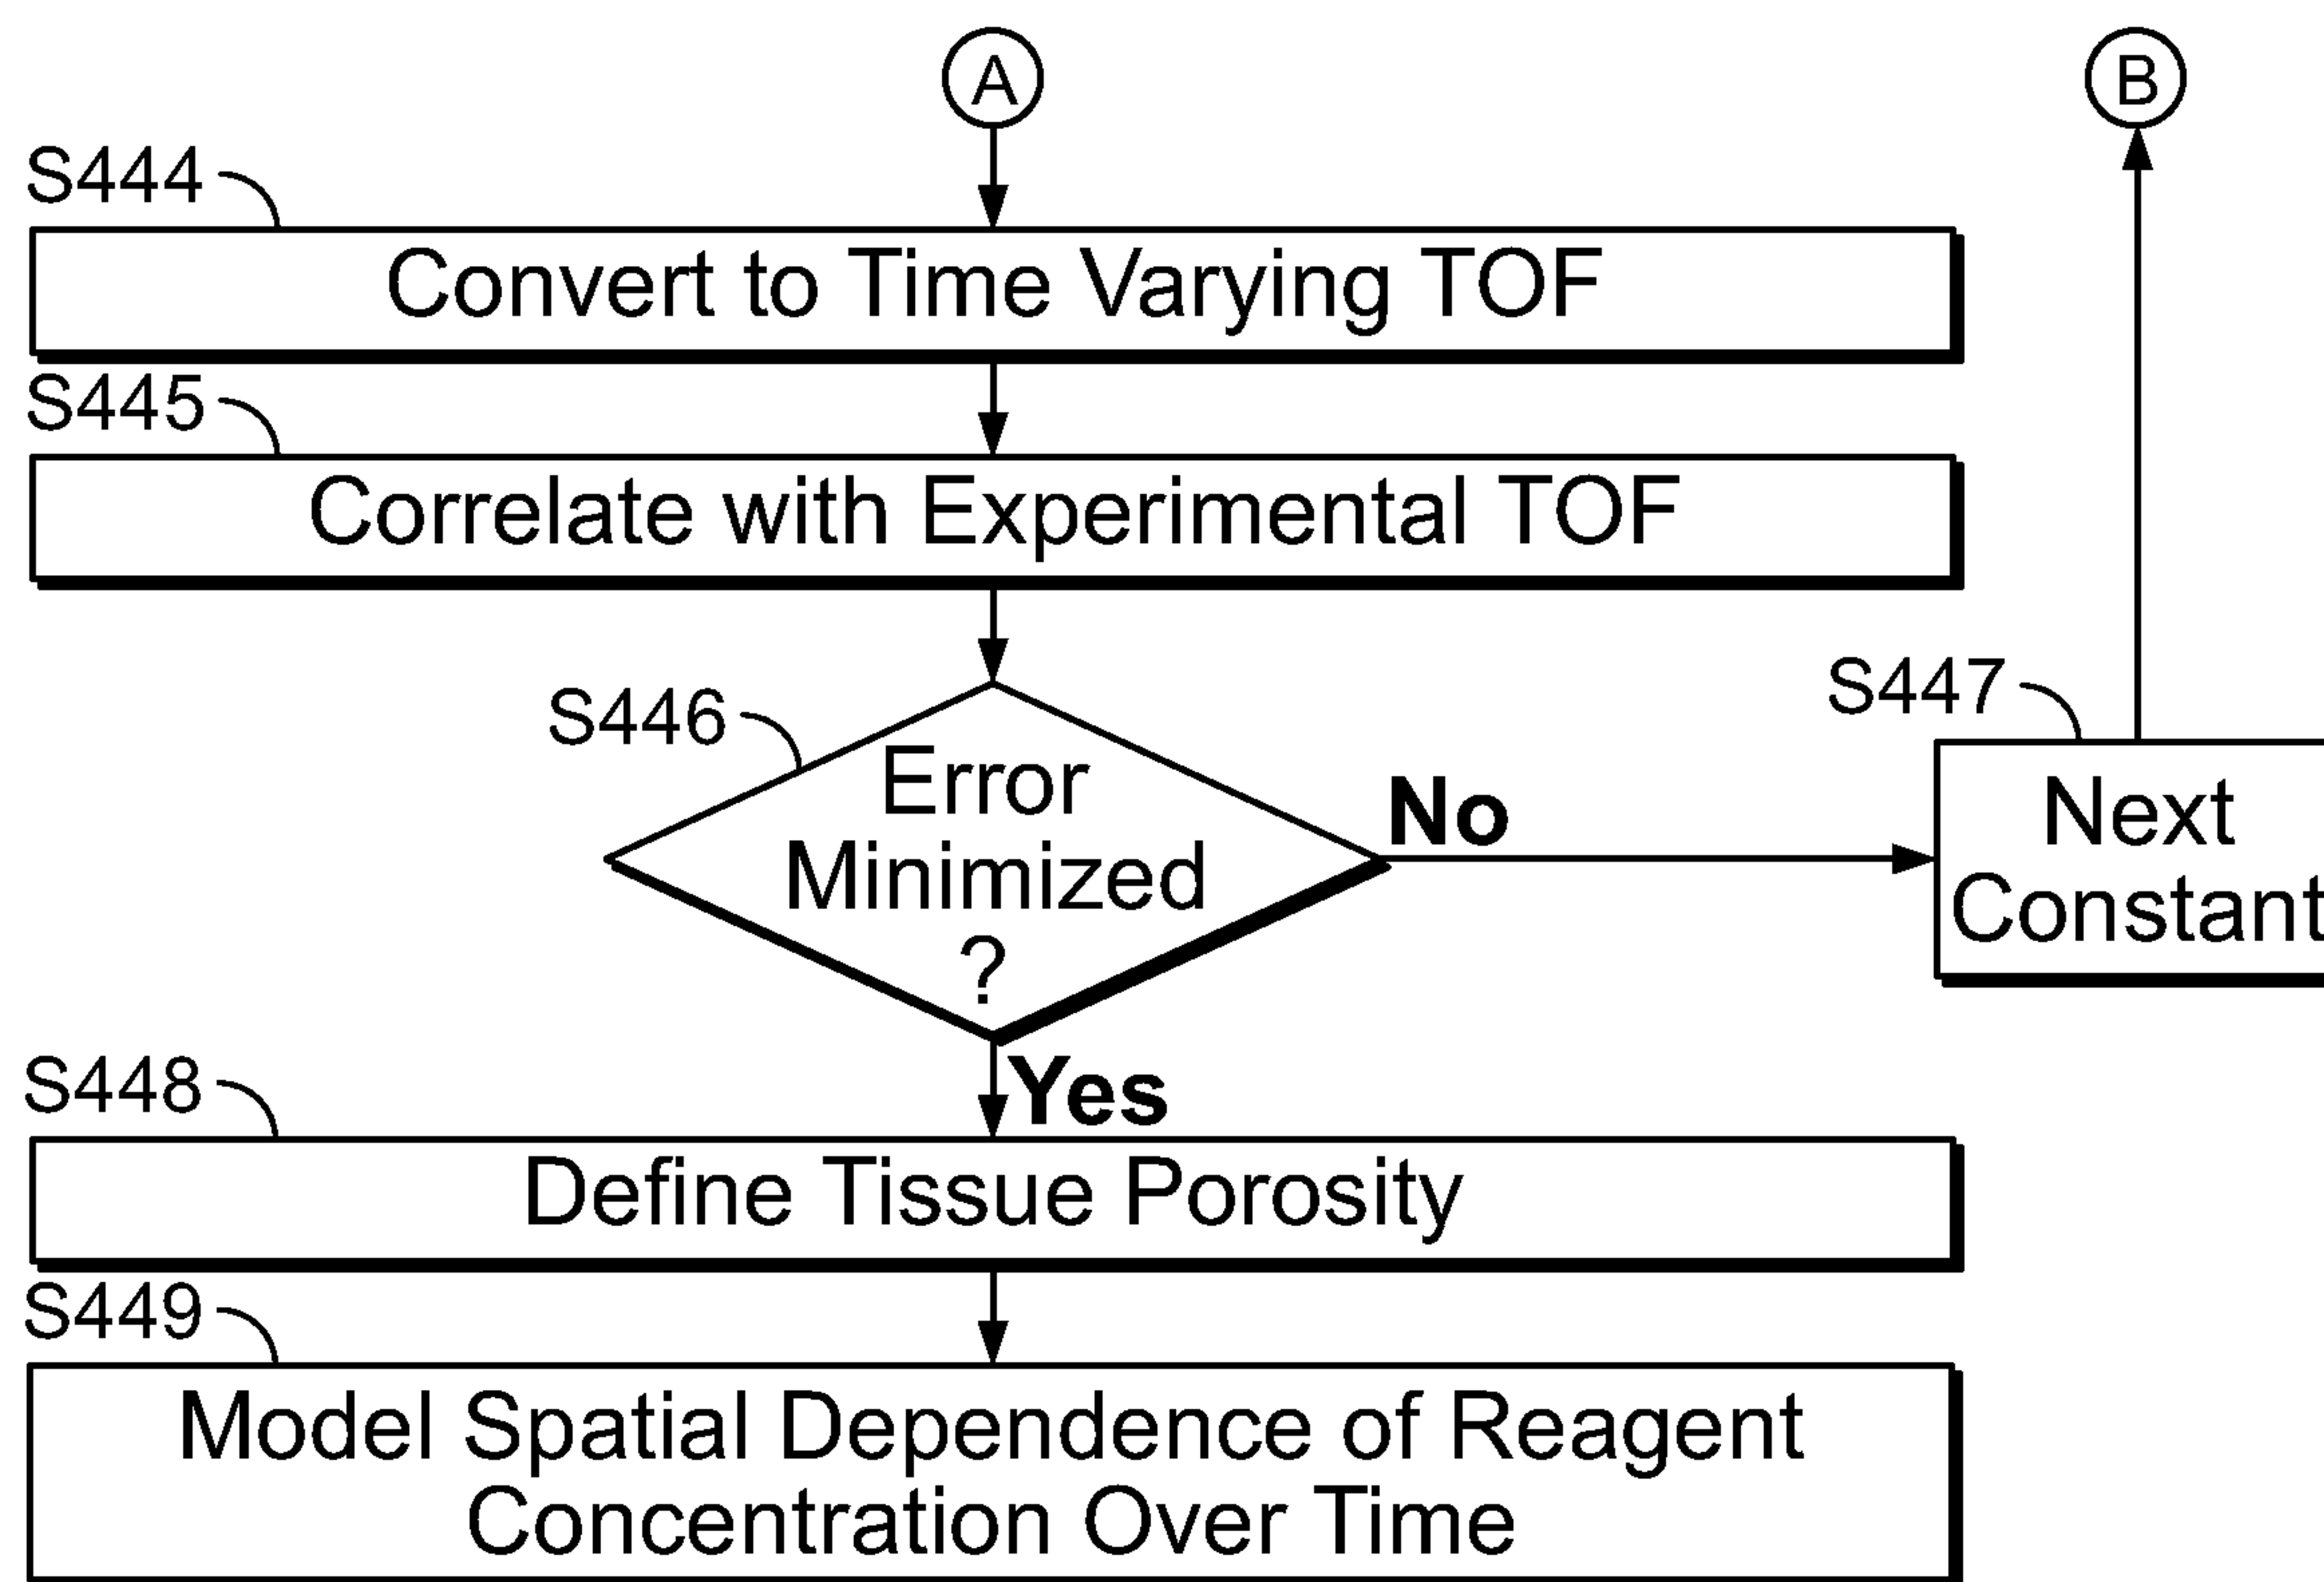 A
B
S444
Convert to Time Varying TOF
S445
Correlate with Experimental TOF
S446
Error
Minimized
?
No
S447
Next
Constant
Yes
S448
Define Tissue Porosity
S449
Model Spatial Dependence of Reagent
Concentration Over Time